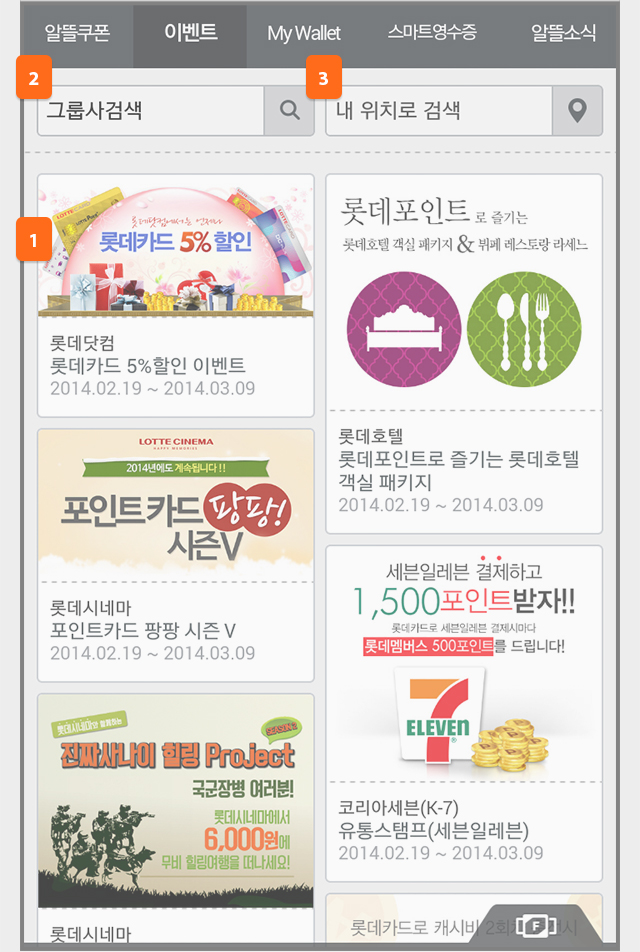 알뜰쿠폰 이벤트 My Wallet 스마트영수증 알뜰소식
2 3
그룹사검색 내 위치로 검색
1
롯데닷컴에서는 언제나
롯데카드 5% 할인
롯데닷컴
롯데카드 5%할인 이벤트
2014.02.19 ~ 2014.03.09
롯데포인트로 즐기는
롯데호텔 객실 패키지 & 뷔페 레스토랑 라세느
롯데호텔
롯데포인트로 즐기는 롯데호텔
객실 패키지
2014.02.19 ~ 2014.03.09
LOTTE CINEMA
HAPPY MEMORIES
2014년에도 계속됩니다!!
포인트카드 팡팡!
시즌V
롯데시네마
포인트카드 팡팡 시즌 V
2014.02.19 ~ 2014.03.09
세븐일레븐 결제하고
1,500포인트받자!!
롯데카드로 세븐일레븐 결제시마다
롯데멤버스 500포인트를 드립니다!
7
ELEVEN
코리아세븐(K-7)
유통스탬프(세븐일레븐)
2014.02.19 ~ 2014.03.09
롯데시네마와 함께하는
SEASON 2
진짜사나이 힐링 Project
국군장병 여러분!
롯데시네마에서
6,000원에
무비 힐링여행을 떠나세요!
롯데시네마
롯데카드로 캐시비 2회
F